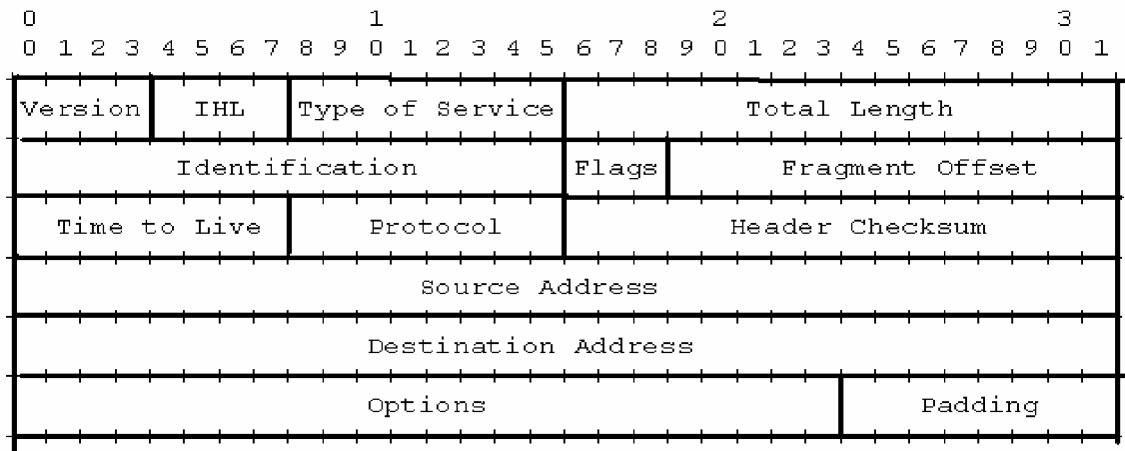 0 1 2 3
0 1 2 3 4 5 6 7 8 9 0 1 2 3 4 5 6 7 8 9 0 1 2 3 4 5 6 7 8 9 0 1
Version IHL Type of Service Total Length
Identification Flags Fragment Offset
Time to Live Protocol Header Checksum
Source Address
Destination Address
Options Padding